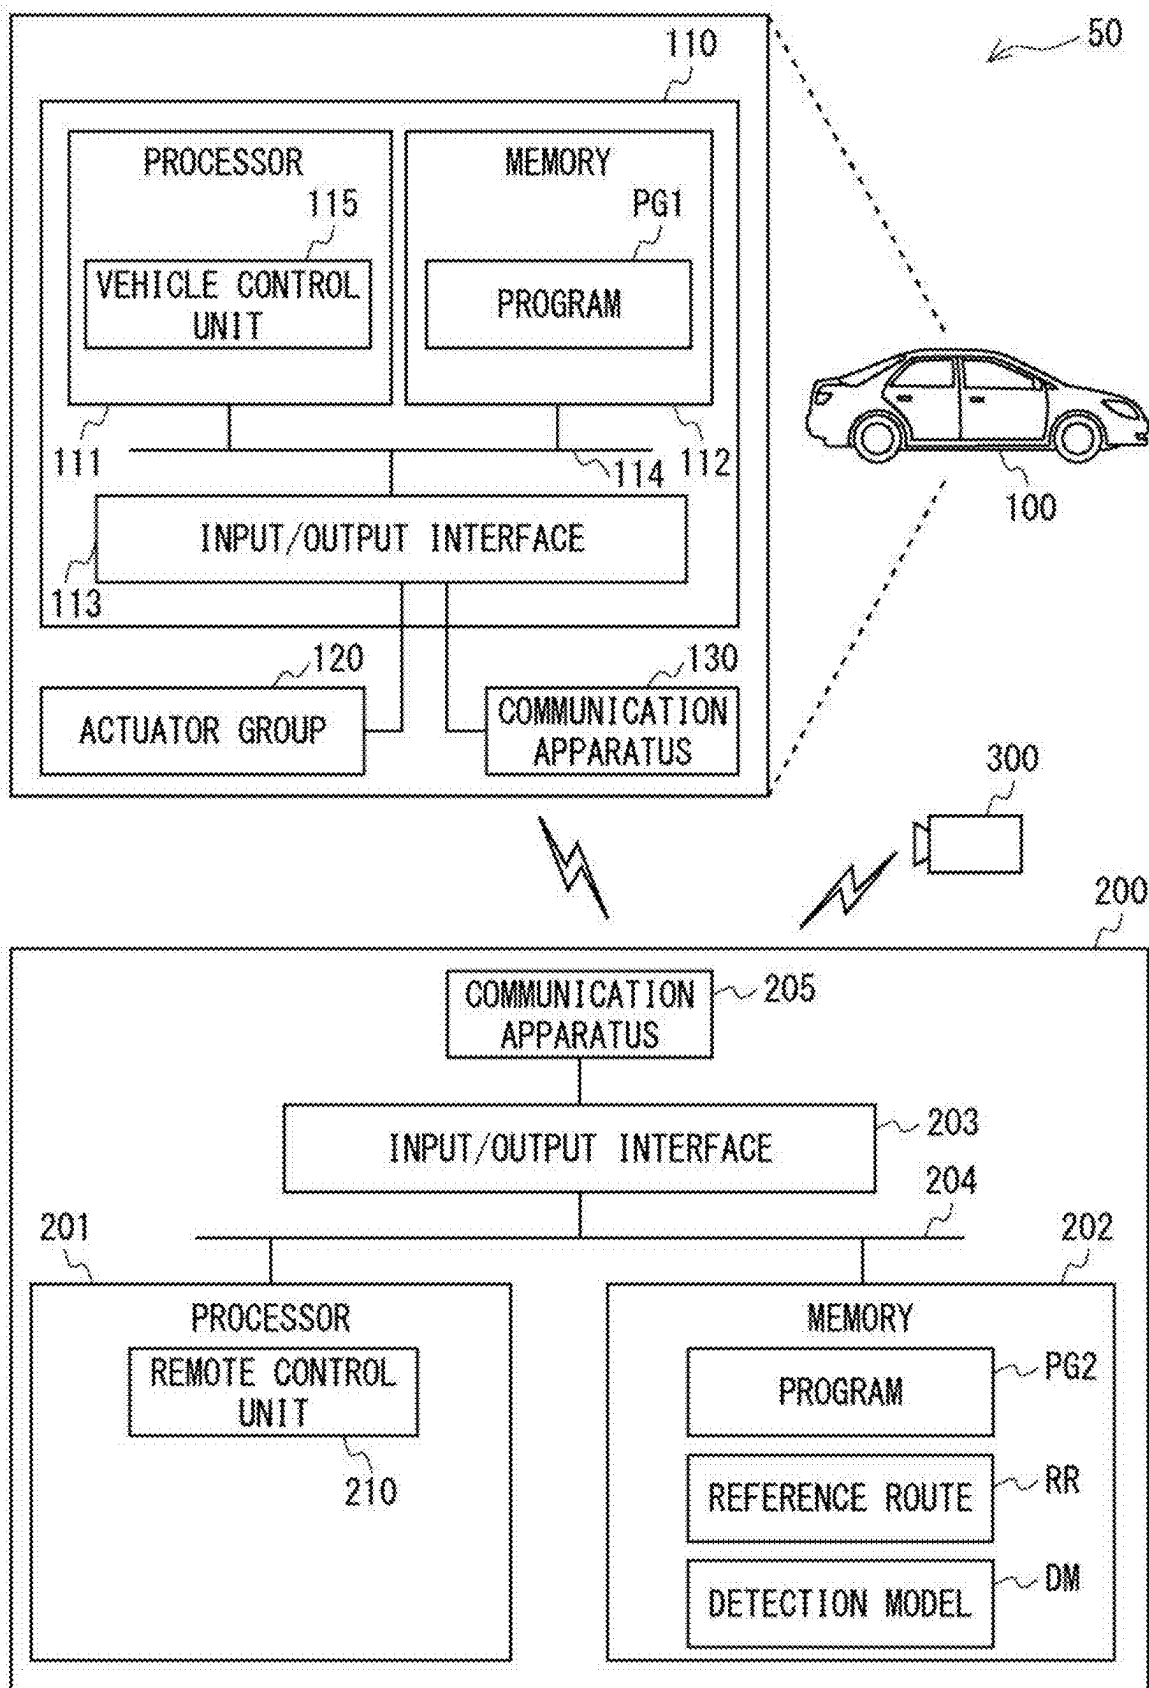 50
110
PROCESSOR
MEMORY
115
PG1
VEHICLE CONTROL
UNIT
PROGRAM
111
114
112
100
INPUT/OUTPUT INTERFACE
113
120
130
ACTUATOR GROUP
COMMUNICATION
APPARATUS
300
200
COMMUNICATION
APPARATUS
205
INPUT/OUTPUT INTERFACE
203
204
201
202
PROCESSOR
MEMORY
REMOTE CONTROL
UNIT
210
PROGRAM
PG2
REFERENCE ROUTE
RR
DETECTION MODEL
DM